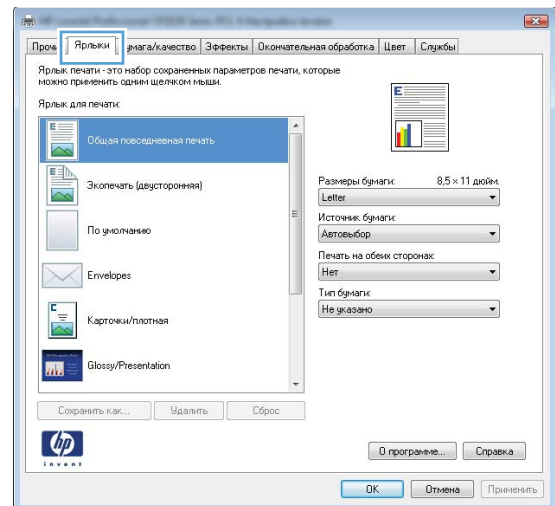 Ярлыки
Бумага/качество Эффекты Окончательная обработка Цвет Службы
Ярлык печати - это набор сохраненных параметров печати, которые
можно применить одним щелчком мыши.
Ярлык для печати:
E
Общая повседневная печать
Экопечать (двусторонняя)
По умолчанию
Envelopes
Карточки/плотная
Glossy/Presentation
Сохранить как... Удалить Сброс
E
Размеры бумаги: 8,5 × 11 дюйм.
Letter
Источник бумаги:
Автовыбор
Печать на обеих сторонах:
Нет
Тип бумаги:
Не указано
hp
invent
О программе... Справка
OK Отмена Применить